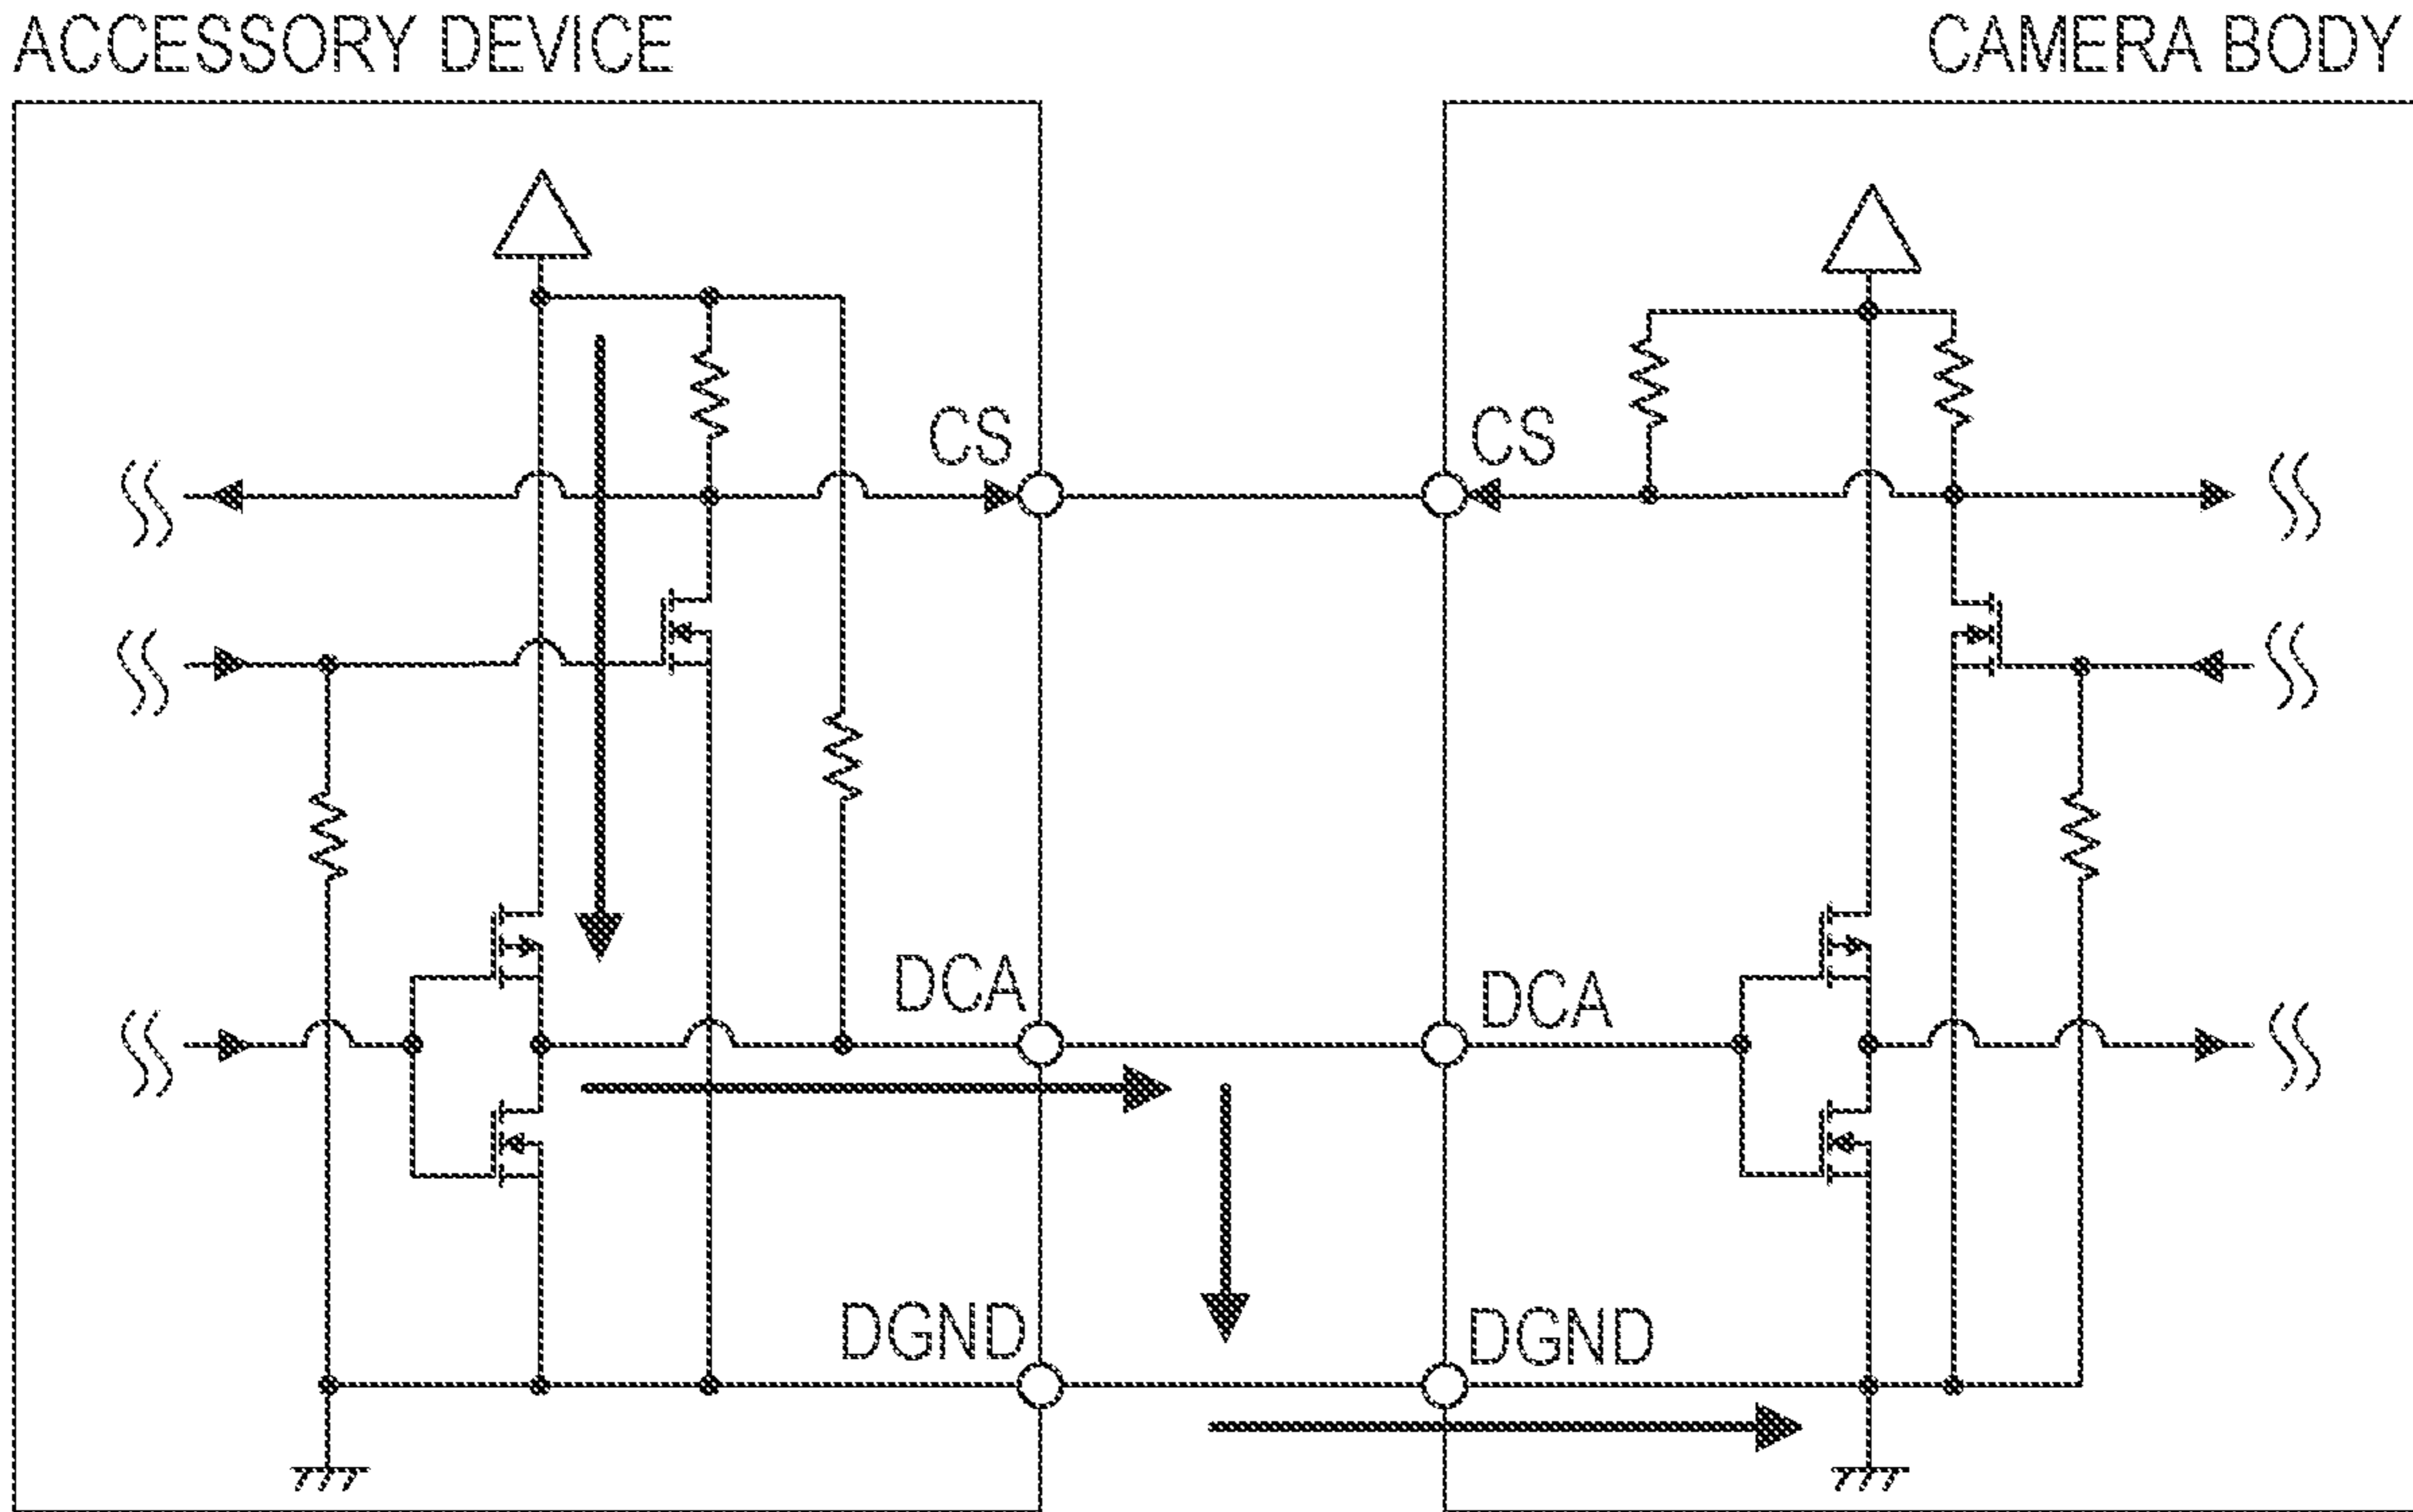 ACCESSORY DEVICE
CAMERA BODY
CS
CS
DCA
DCA
DGND
DGND